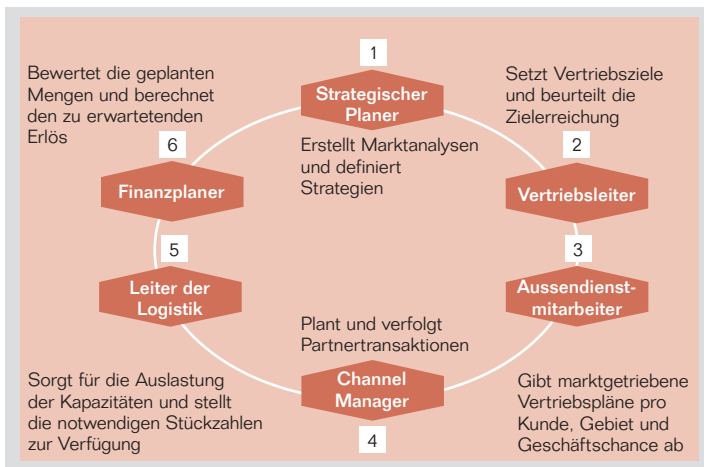 1
Strategischer
Planer
Erstellt Marktanalysen
und definiert
Strategien
Setzt Vertriebsziele
und beurteilt die
Zielerreichung
2
Vertriebsleiter
3
Aussendienst-
mitarbeiter
Gibt marktgetriebene
Vertriebspläne pro
Kunde, Gebiet und
Geschäftschance ab
Plant und verfolgt
Partnertransaktionen
Channel
Manager
4
5
Leiter der
Logistik
Sorgt für die Auslastung
der Kapazitäten und stellt
die notwendigen Stückzahlen
zur Verfügung
Bewertet die geplanten
Mengen und berechnet
den zu erwartetenden
Erlös
6
Finanzplaner